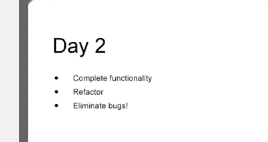 Day 2
• Complete functionality
• Refactor
• Eliminate bugs!